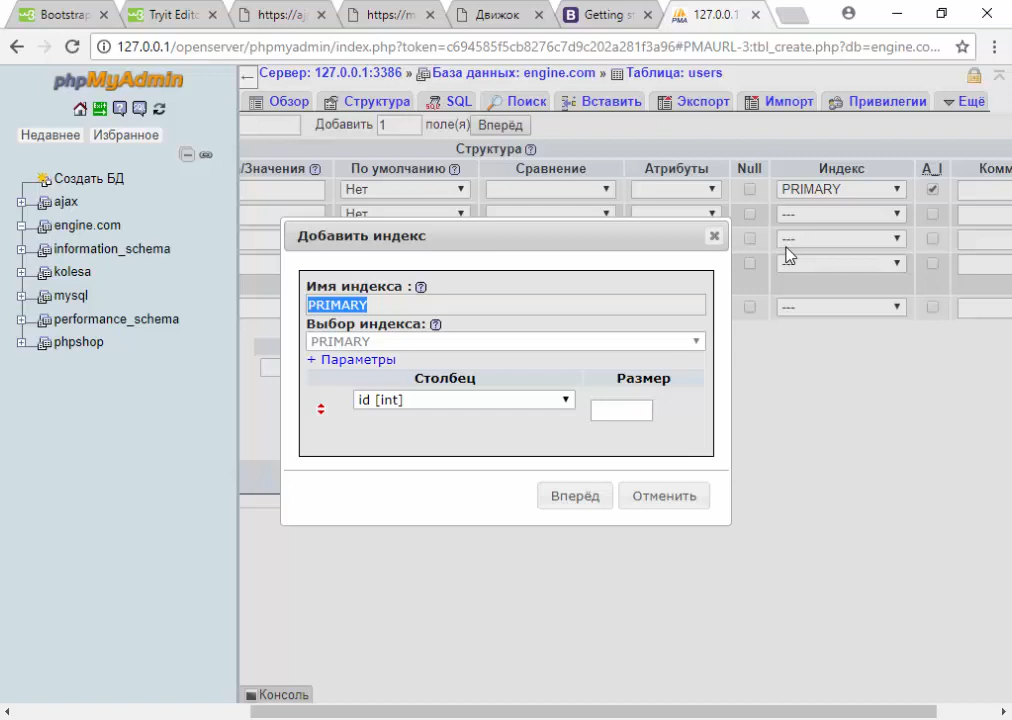 Bootstrap
Tryit Edito
https://aja
https://m
Движок
Getting st
127.0.0.1
127.0.0.1/openserver/phpmyadmin/index.php?token=c694585f5cb8276c7d9c202a281f3a96#PMAURL-3:tbl_create.php?db=engine.co...
phpMyAdmin
Недавнее
Избранное
Создать БД
ajax
engine.com
information_schema
kolesa
mysql
performance_schema
phpshop
Сервер: 127.0.0.1:3386 » База данных: engine.com » Таблица: users
Обзор
Структура
SQL
Поиск
Вставить
Экспорт
Импорт
Привилегии
Ещё
Добавить 1 поле(я) Вперёд
Структура
/Значения
По умолчанию
Сравнение
Атрибуты
Null
Индекс
A_I
Комм
Нет
PRIMARY
Нет
---
---
---
---
Добавить индекс
Имя индекса :
PRIMARY
Выбор индекса:
PRIMARY
+ Параметры
Столбец
Размер
id [int]
Вперёд
Отменить
Консоль